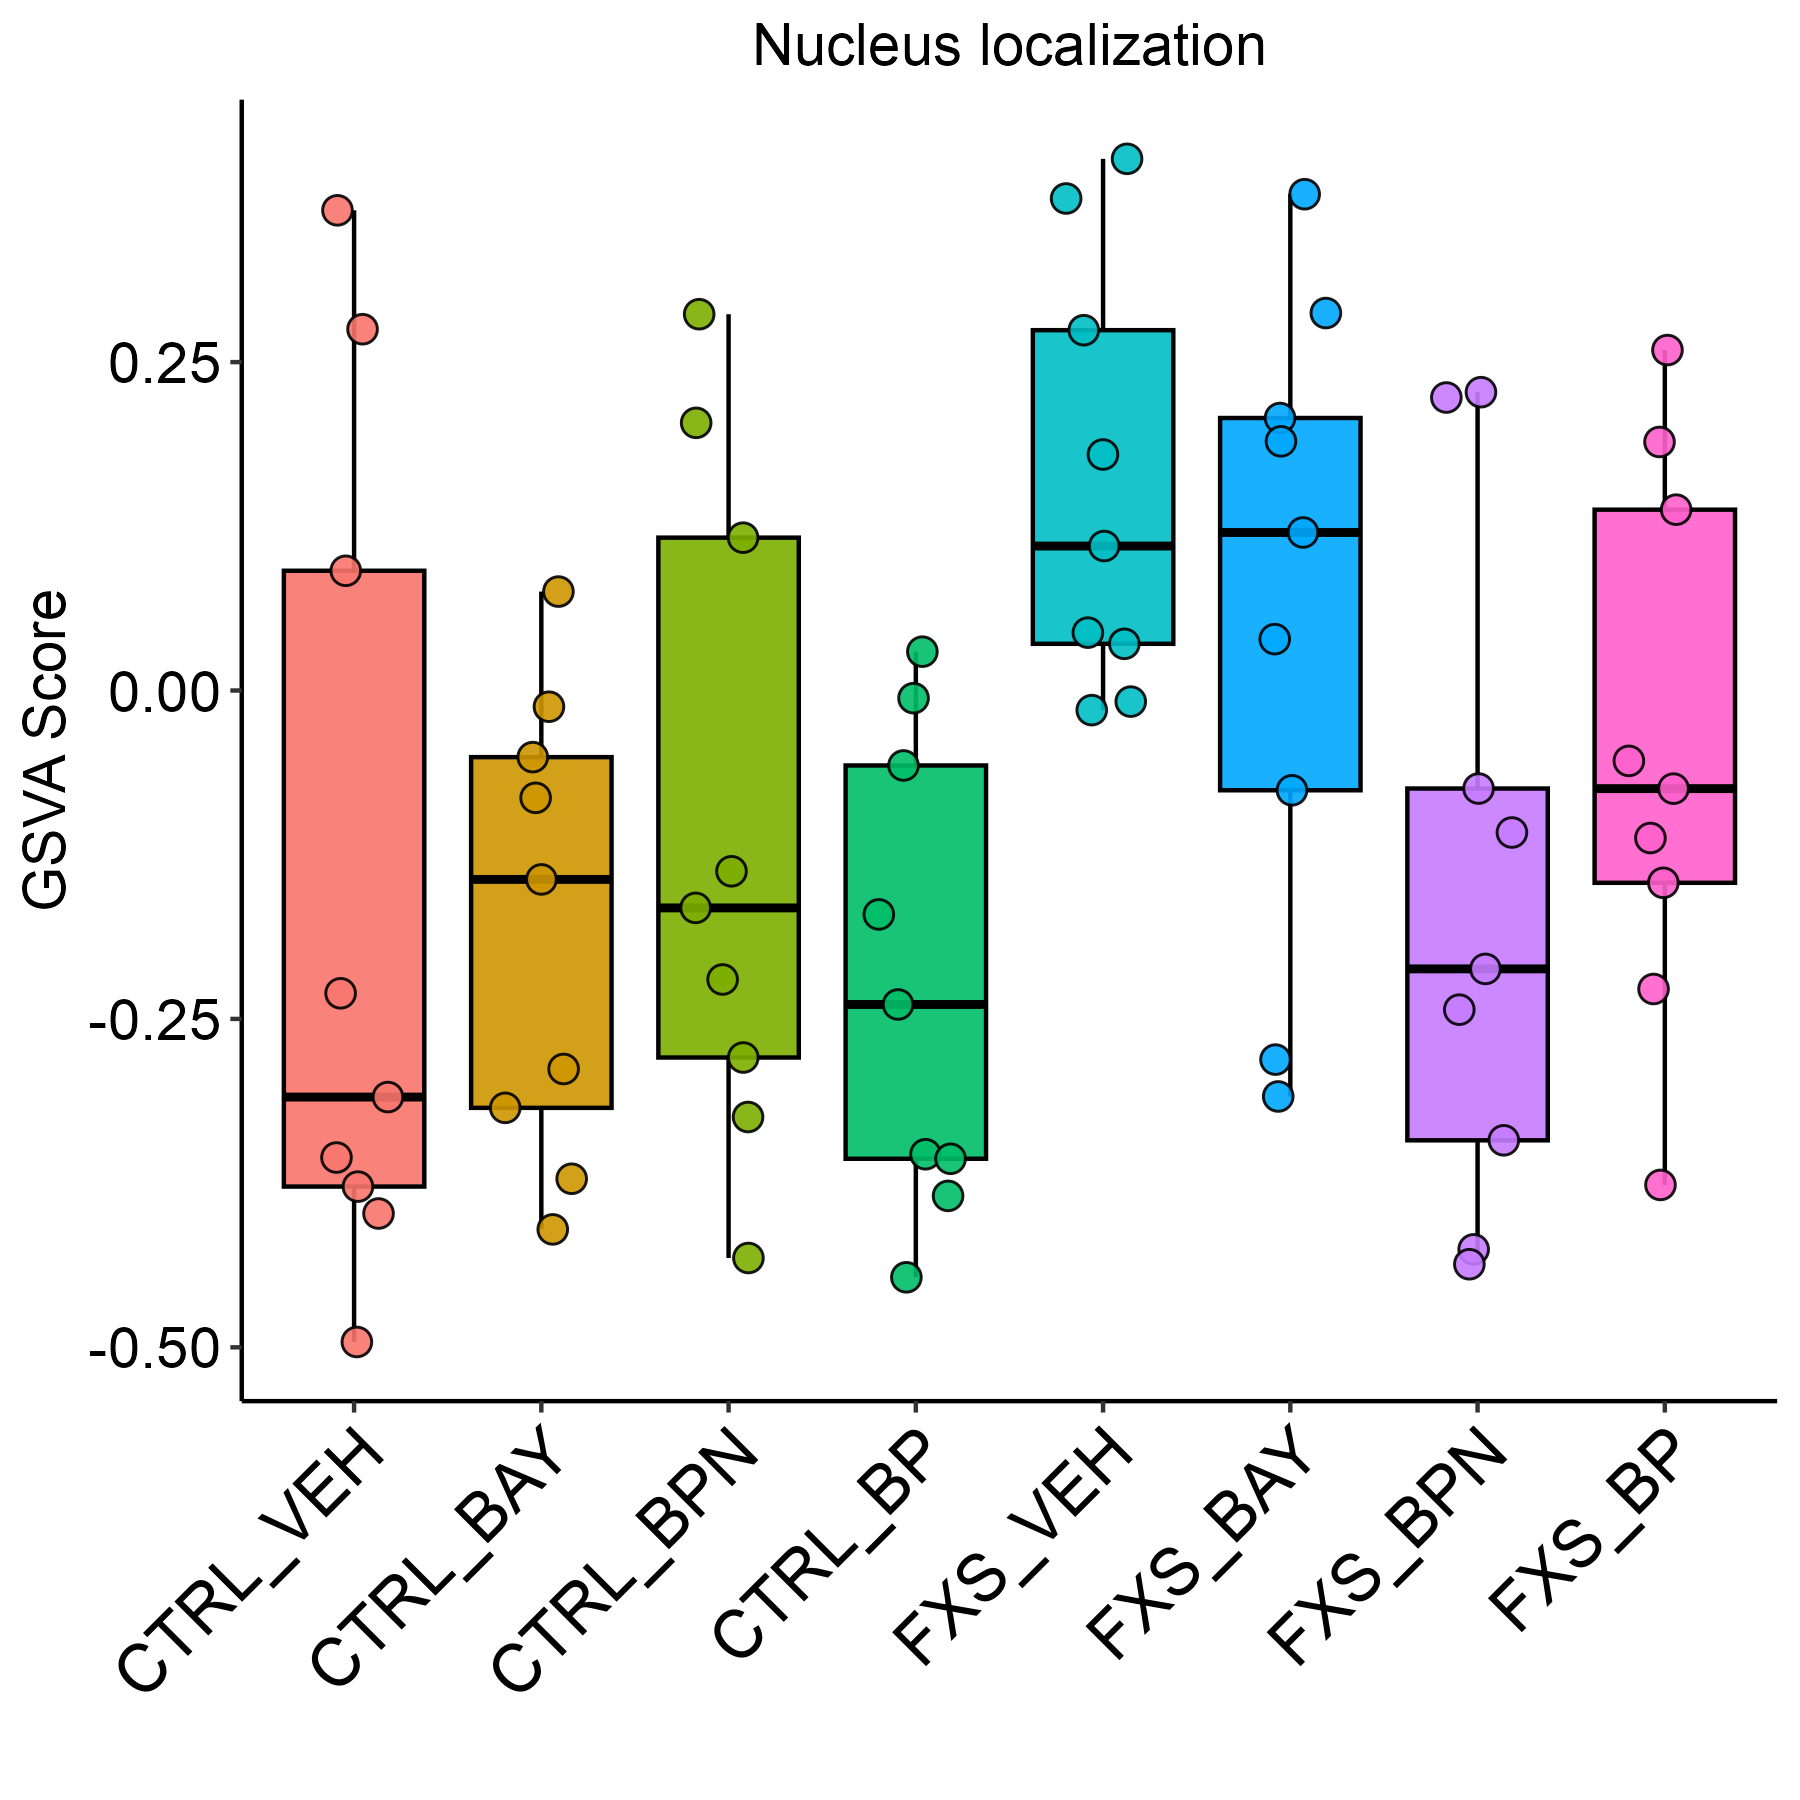 Nucleus localization
GSVA Score
0.25
0.00
-0.25
-0.50
CTRL_VEH
CTRL_BAY
CTRL_BPN
CTRL_BP
FXS_VEH
FXS_BAY
FXS_BPN
FXS_BP